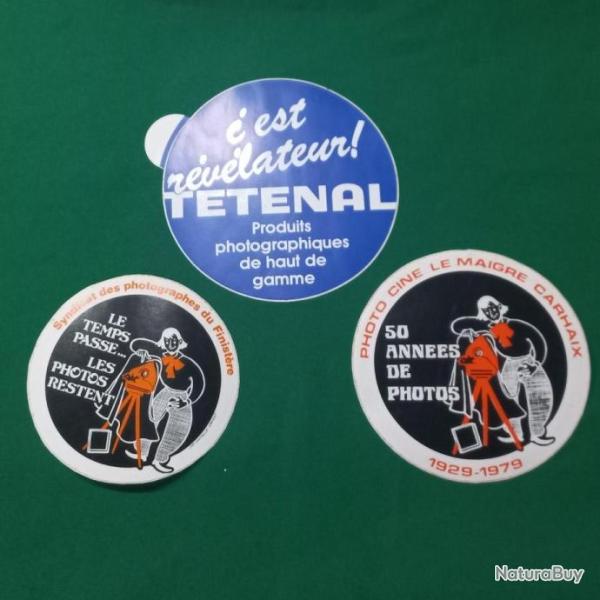 c'est
révélateur!
TETENAL
Produits
photographiques
de haut de
gamme
Syndicat des photographes du Finistère
LE
TEMPS
PASSE...
LES
PHOTOS
RESTENT
PHOTO CINE LE MAIGRE CARHAIX
50
ANNEES
DE
PHOTOS
1929-1979
NaturaBuy